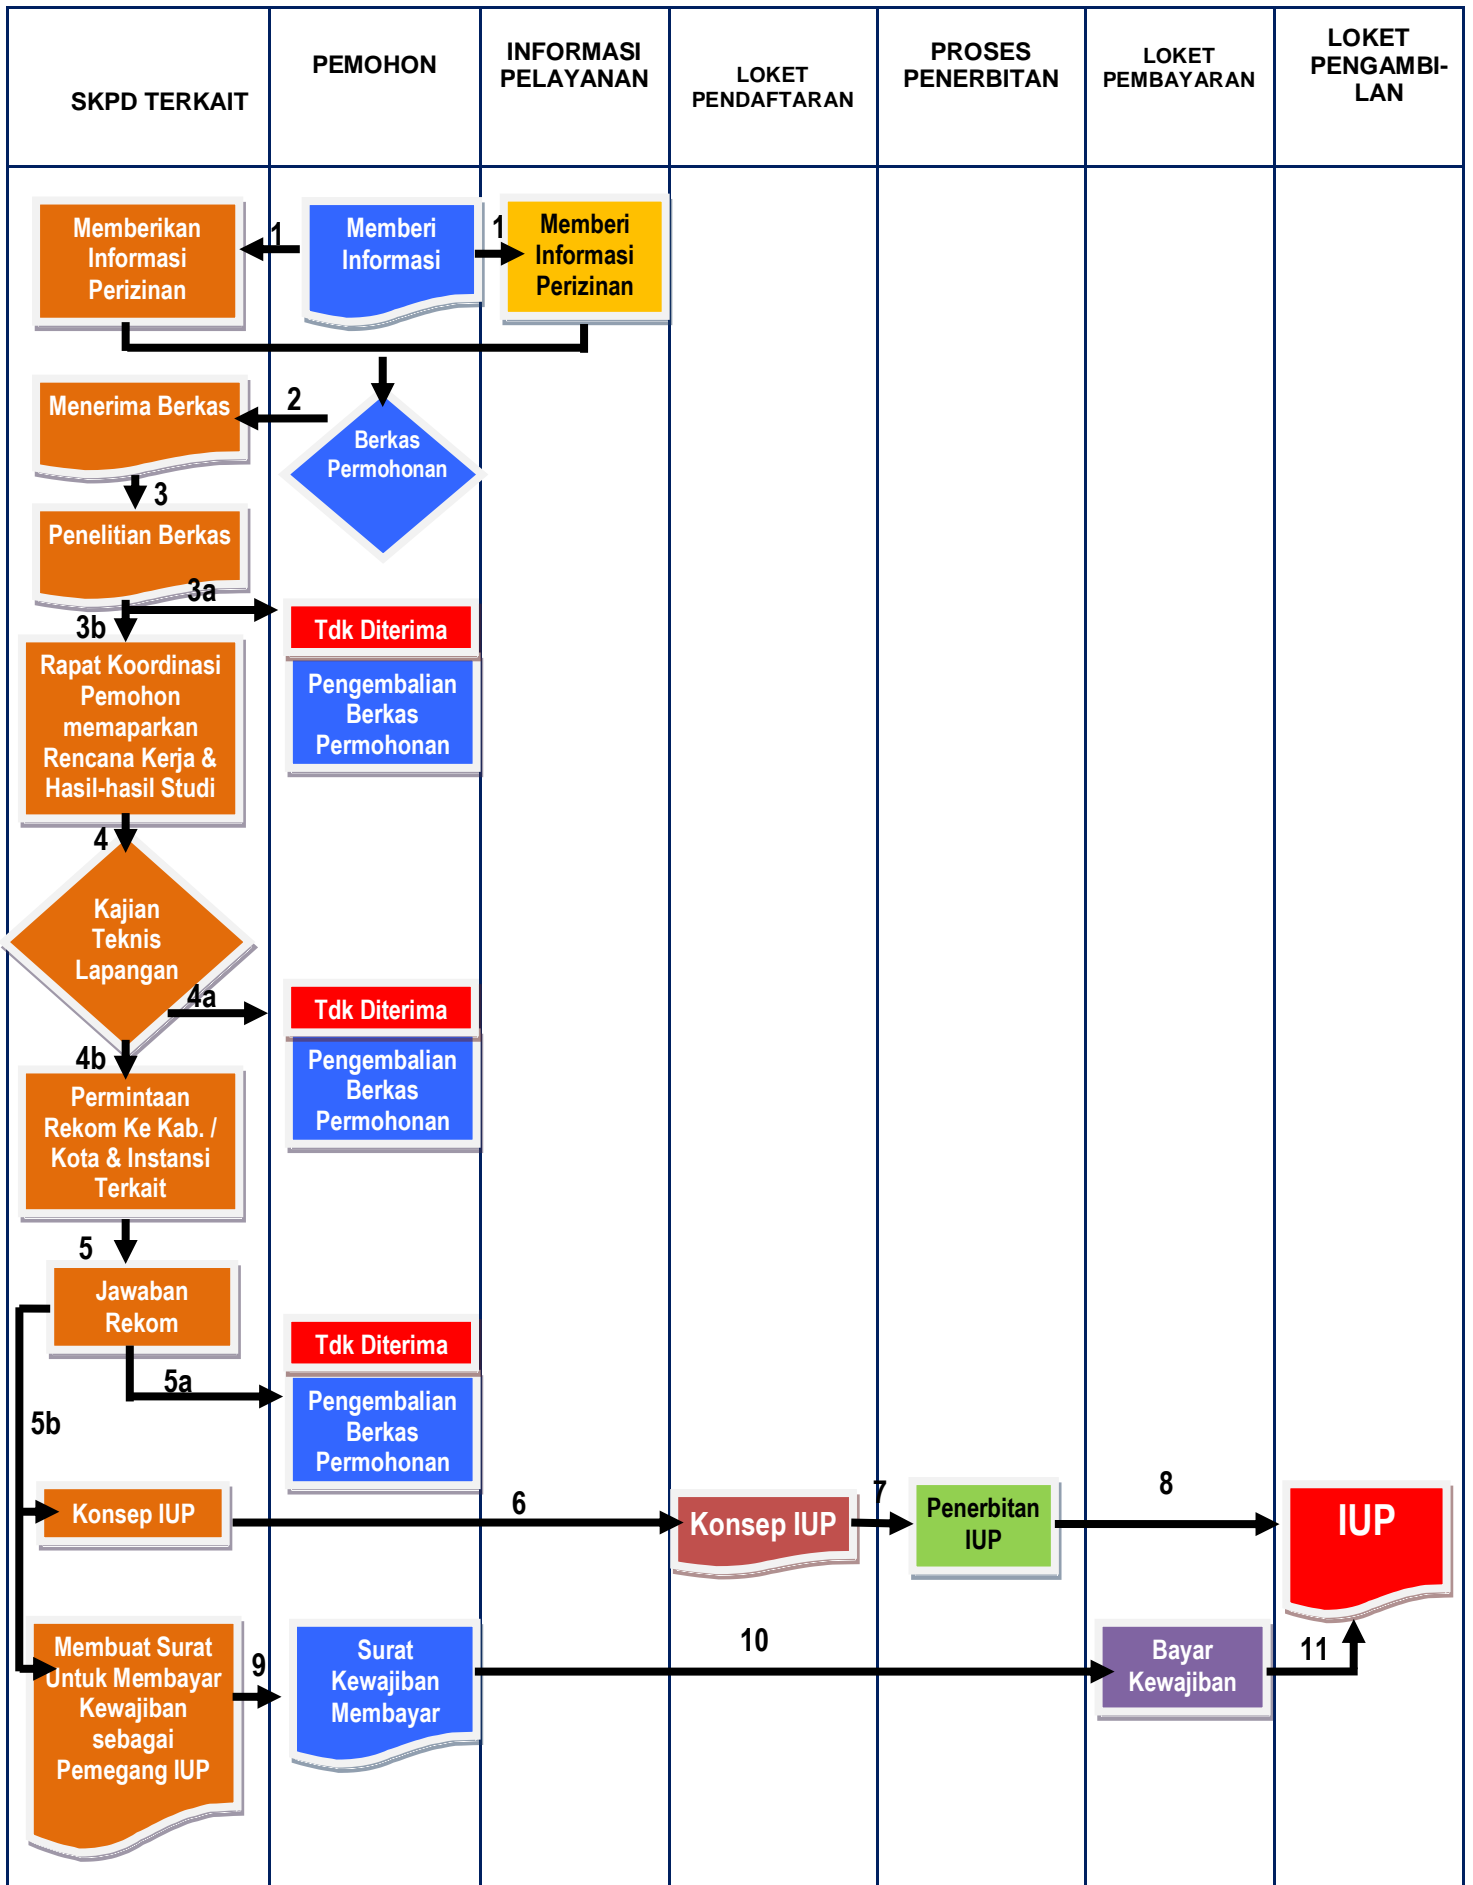 SKPD TERKAIT
PEMOHON
INFORMASI
PELAYANAN
LOKET
PENDAFTARAN
PROSES
PENERBITAN
LOKET
PEMBAYARAN
LOKET
PENGAMBI-
LAN
Memberikan
Informasi
Perizinan
1
Memberi
Informasi
1
Memberi
Informasi
Perizinan
Menerima Berkas
2
Berkas
Permohonan
3
Penelitian Berkas
3a
3b
Tdk Diterima
Pengembalian
Berkas
Permohonan
Rapat Koordinasi
Pemohon
memaparkan
Rencana Kerja &
Hasil-hasil Studi
4
Kajian
Teknis
Lapangan
4a
Tdk Diterima
Pengembalian
Berkas
Permohonan
4b
Permintaan
Rekom Ke Kab. /
Kota & Instansi
Terkait
5
Jawaban
Rekom
5a
Tdk Diterima
Pengembalian
Berkas
Permohonan
5b
Konsep IUP
6
Konsep IUP
7
Penerbitan
IUP
8
IUP
Membuat Surat
Untuk Membayar
Kewajiban
sebagai
Pemegang IUP
9
Surat
Kewajiban
Membayar
10
Bayar
Kewajiban
11